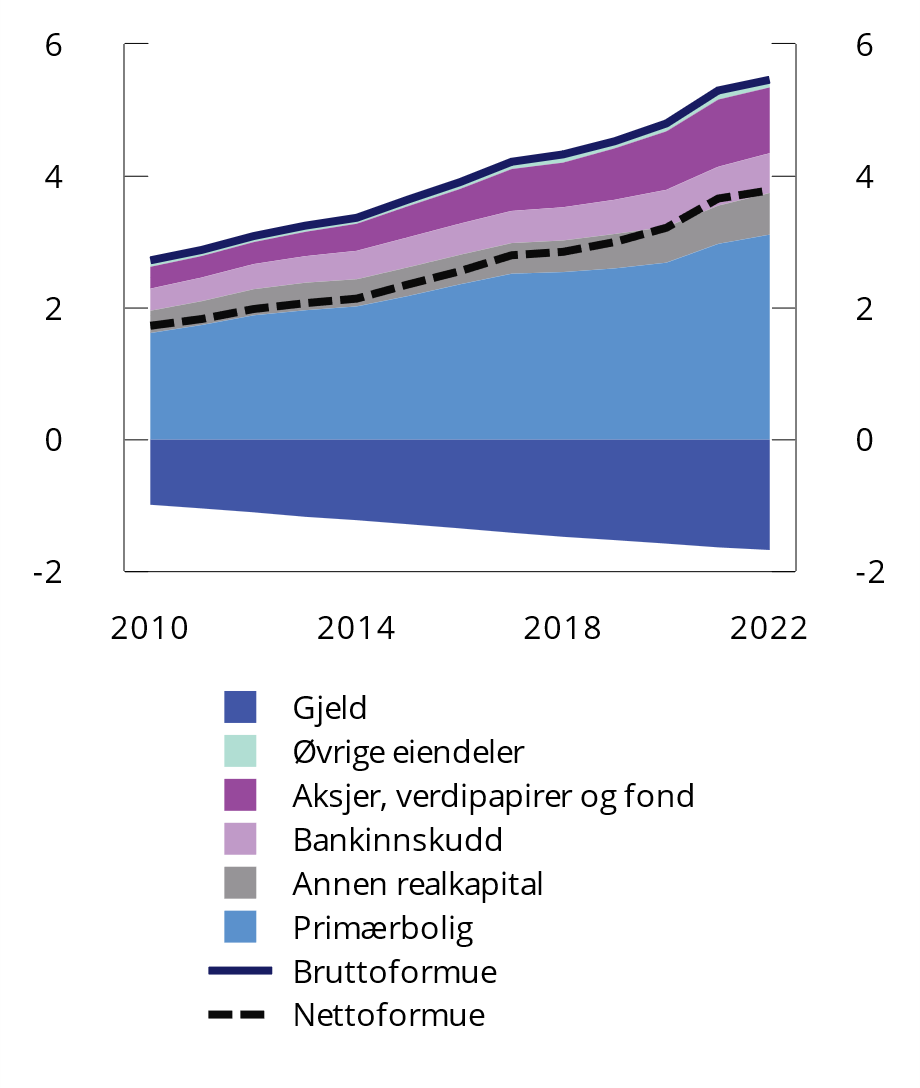 6 6
4 4
2 2
0 0
-2 -2
2010 2014 2018 2022
Gjeld
Øvrige eiendeler
Aksjer, verdipapirer og fond
Bankinnskudd
Annen realkapital
Primærbolig
Bruttoformue
Nettoformue